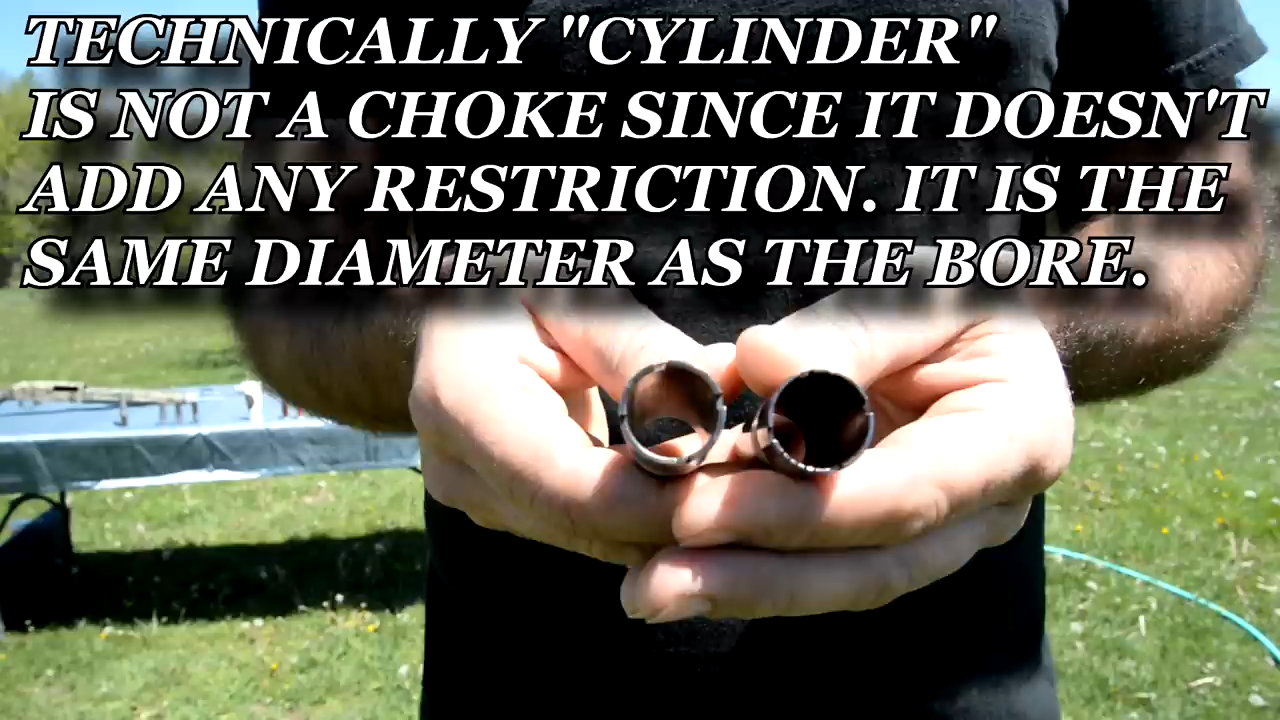 TECHNICALLY "CYLINDER"
IS NOT A CHOKE SINCE IT DOESN'T
ADD ANY RESTRICTION. IT IS THE
SAME DIAMETER AS THE BORE.